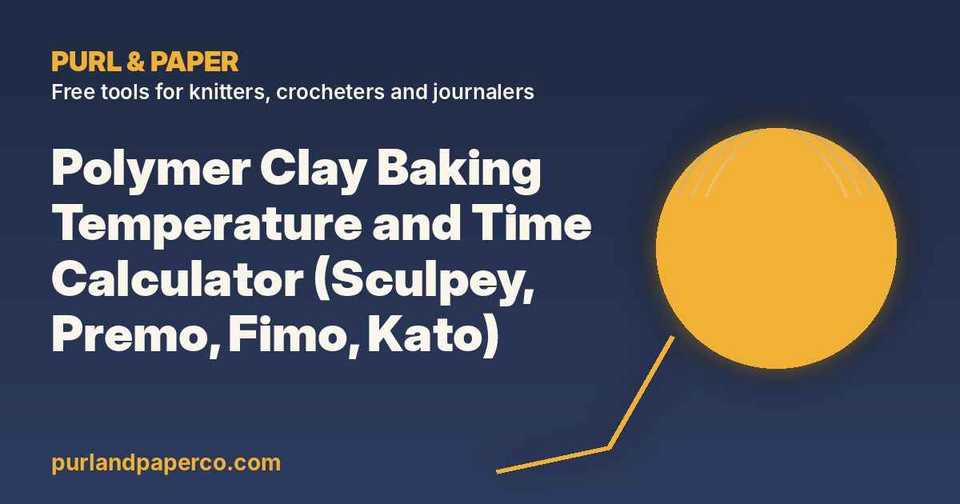 PURL & PAPER
Free tools for knitters, crocheters and journalers
Polymer Clay Baking
Temperature and Time
Calculator (Sculpey,
Premo, Fimo, Kato)
purlandpaperco.com